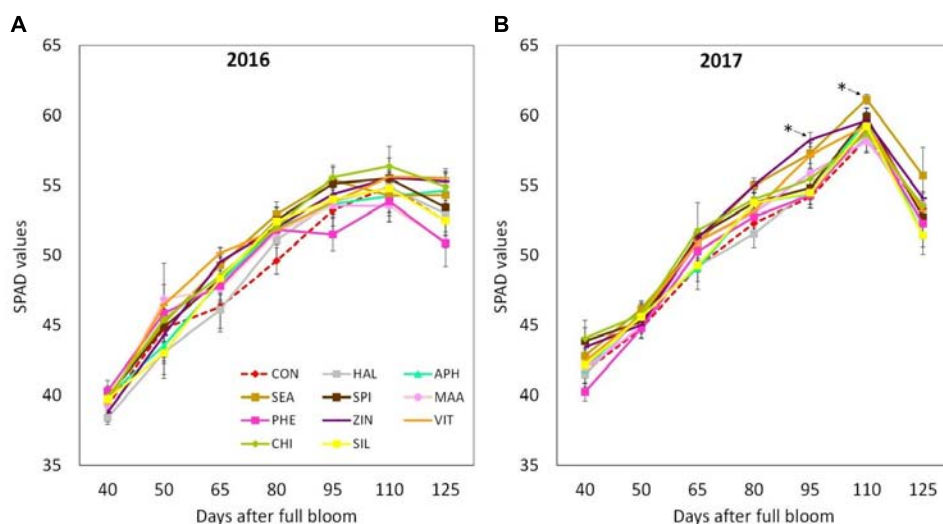 A
B
2016
2017
SPAD values
65
60
55
50
45
40
35
CON HAL APH
SEA SPI MAA
PHE ZIN VIT
CHI SIL
40 50 65 80 95 110 125
Days after full bloom
SPAD values
65
60
55
50
45
40
35
*
*
40 50 65 80 95 110 125
Days after full bloom